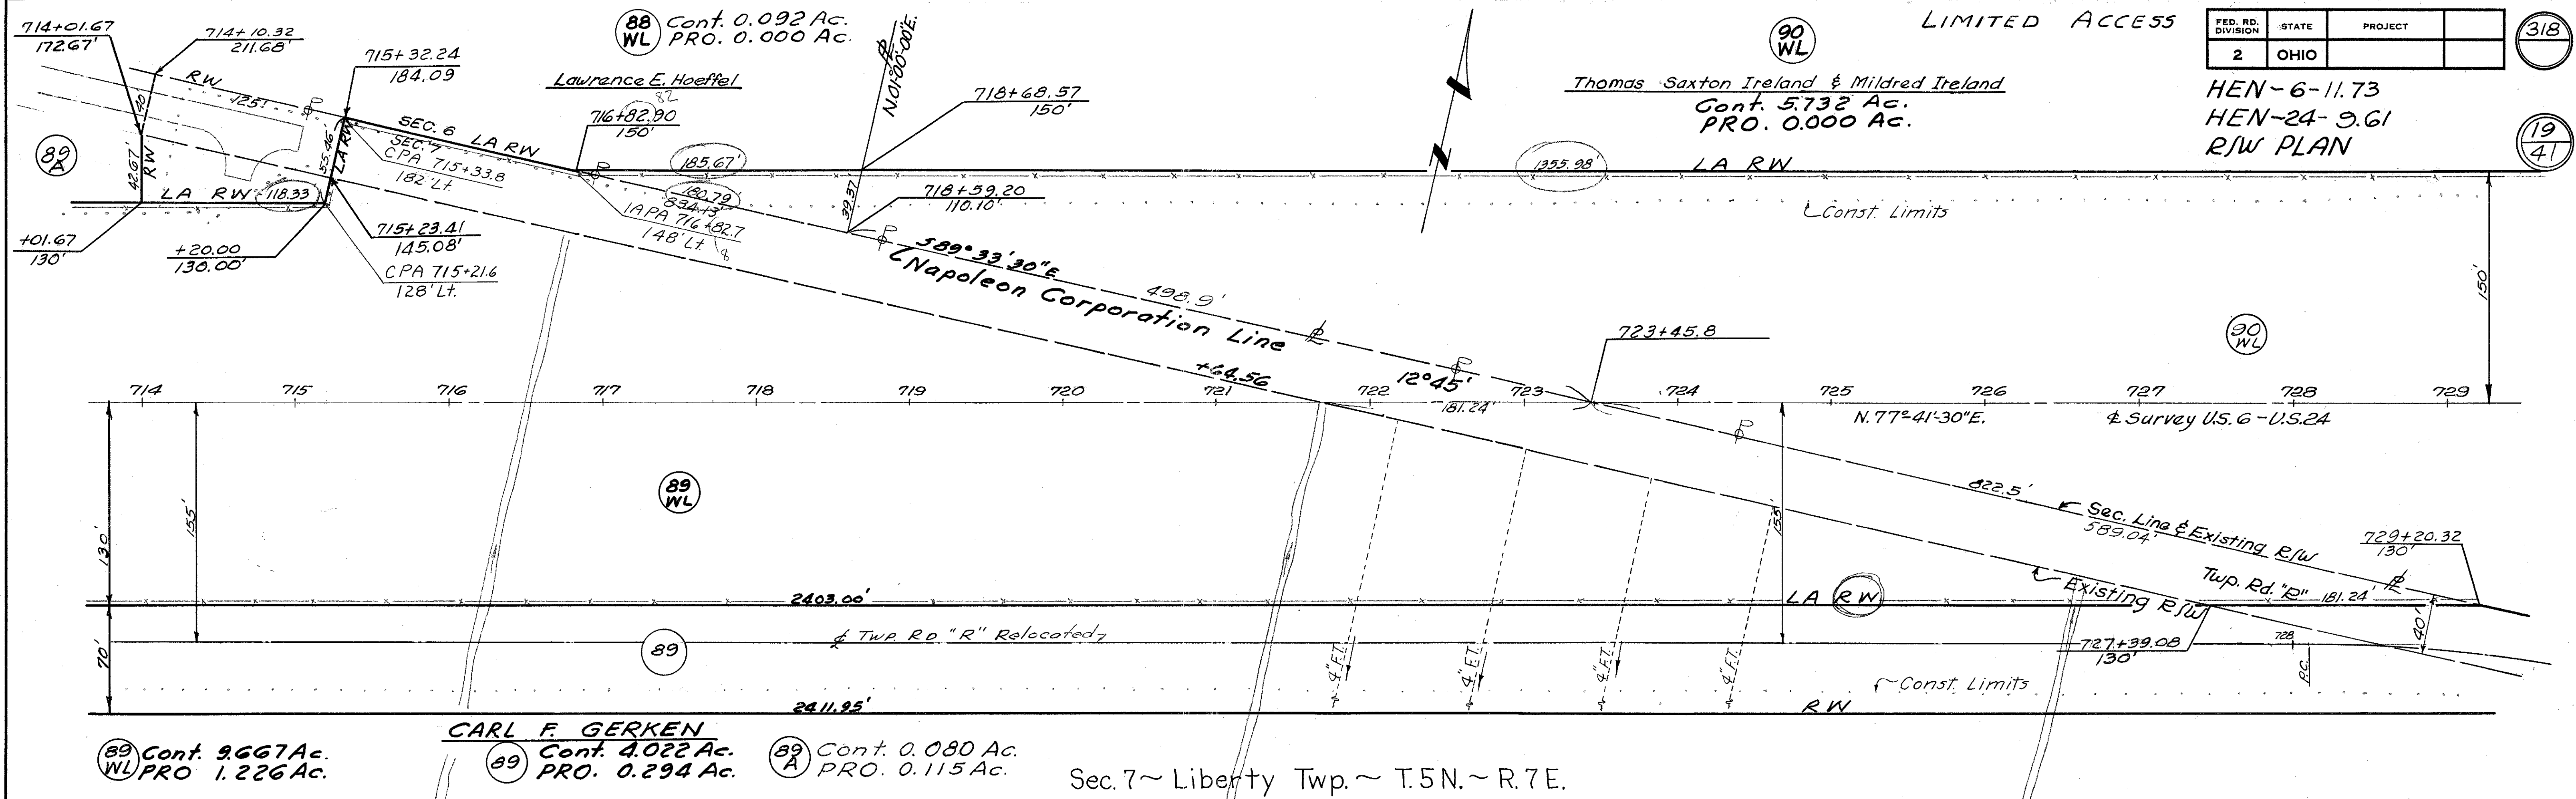 714+01.67
172.67'
714+10.32
211.68'
715+32.24
184.09
88
WL
Cont. 0.092 Ac.
PRO. 0.000 Ac.
Lawrence E. Hoeffel
82
716+82.90
150'
N.01°00'-00"E.
718+68.57
150'
90
WL
Thomas Saxton Ireland & Mildred Ireland
Cont. 5.732 Ac.
PRO. 0.000 Ac.
LIMITED ACCESS
FED. RD. DIVISION STATE PROJECT
2 OHIO
318
HEN-6-11.73
HEN-24-9.61
R/W PLAN
19
41
RW
125'
40'
42.67'
RW
89
A
LA RW
118.33
55.46'
LA RW
SEC. 6
SEC. 7
LA RW
CPA 715+33.8
182' Lt.
185.67'
180.79
834.13'
IAPA 716+82.7
148' Lt.
8
39.37'
718+59.20
110.10'
1355.98'
LA RW
Const. Limits
+01.67
130'
+20.00
130.00'
715+23.41
145.08'
CPA 715+21.6
128' Lt.
S89°33'30"E
Napoleon Corporation Line
498.9'
723+45.8
150'
90
WL
+64.56
12°45'
714 715 716 717 718 719 720 721 722 723 724 725 726 727 728 729
181.24'
N.77°-41'-30"E.
℄ Survey U.S.6-U.S.24
130'
155'
89
WL
155'
822.5'
Sec. Line & Existing R/W
589.04'
729+20.32
130'
Existing R/W
Twp. Rd. "R"
181.24'
40'
2403.00'
LA RW
70'
89
℄ TWP. RD "R" Relocated
727+39.08
130'
728
P.C.
4" F.T.
4" F.T.
4" F.T.
4" F.T.
Const. Limits
2411.95'
RW
CARL F. GERKEN
89
WL
Cont. 9.667 Ac.
PRO 1.226 Ac.
89
Cont. 4.022 Ac.
PRO. 0.294 Ac.
89
A
Cont. 0.080 Ac.
PRO. 0.115 Ac.
Sec. 7~ Liberty Twp. ~ T.5N. ~ R.7E.